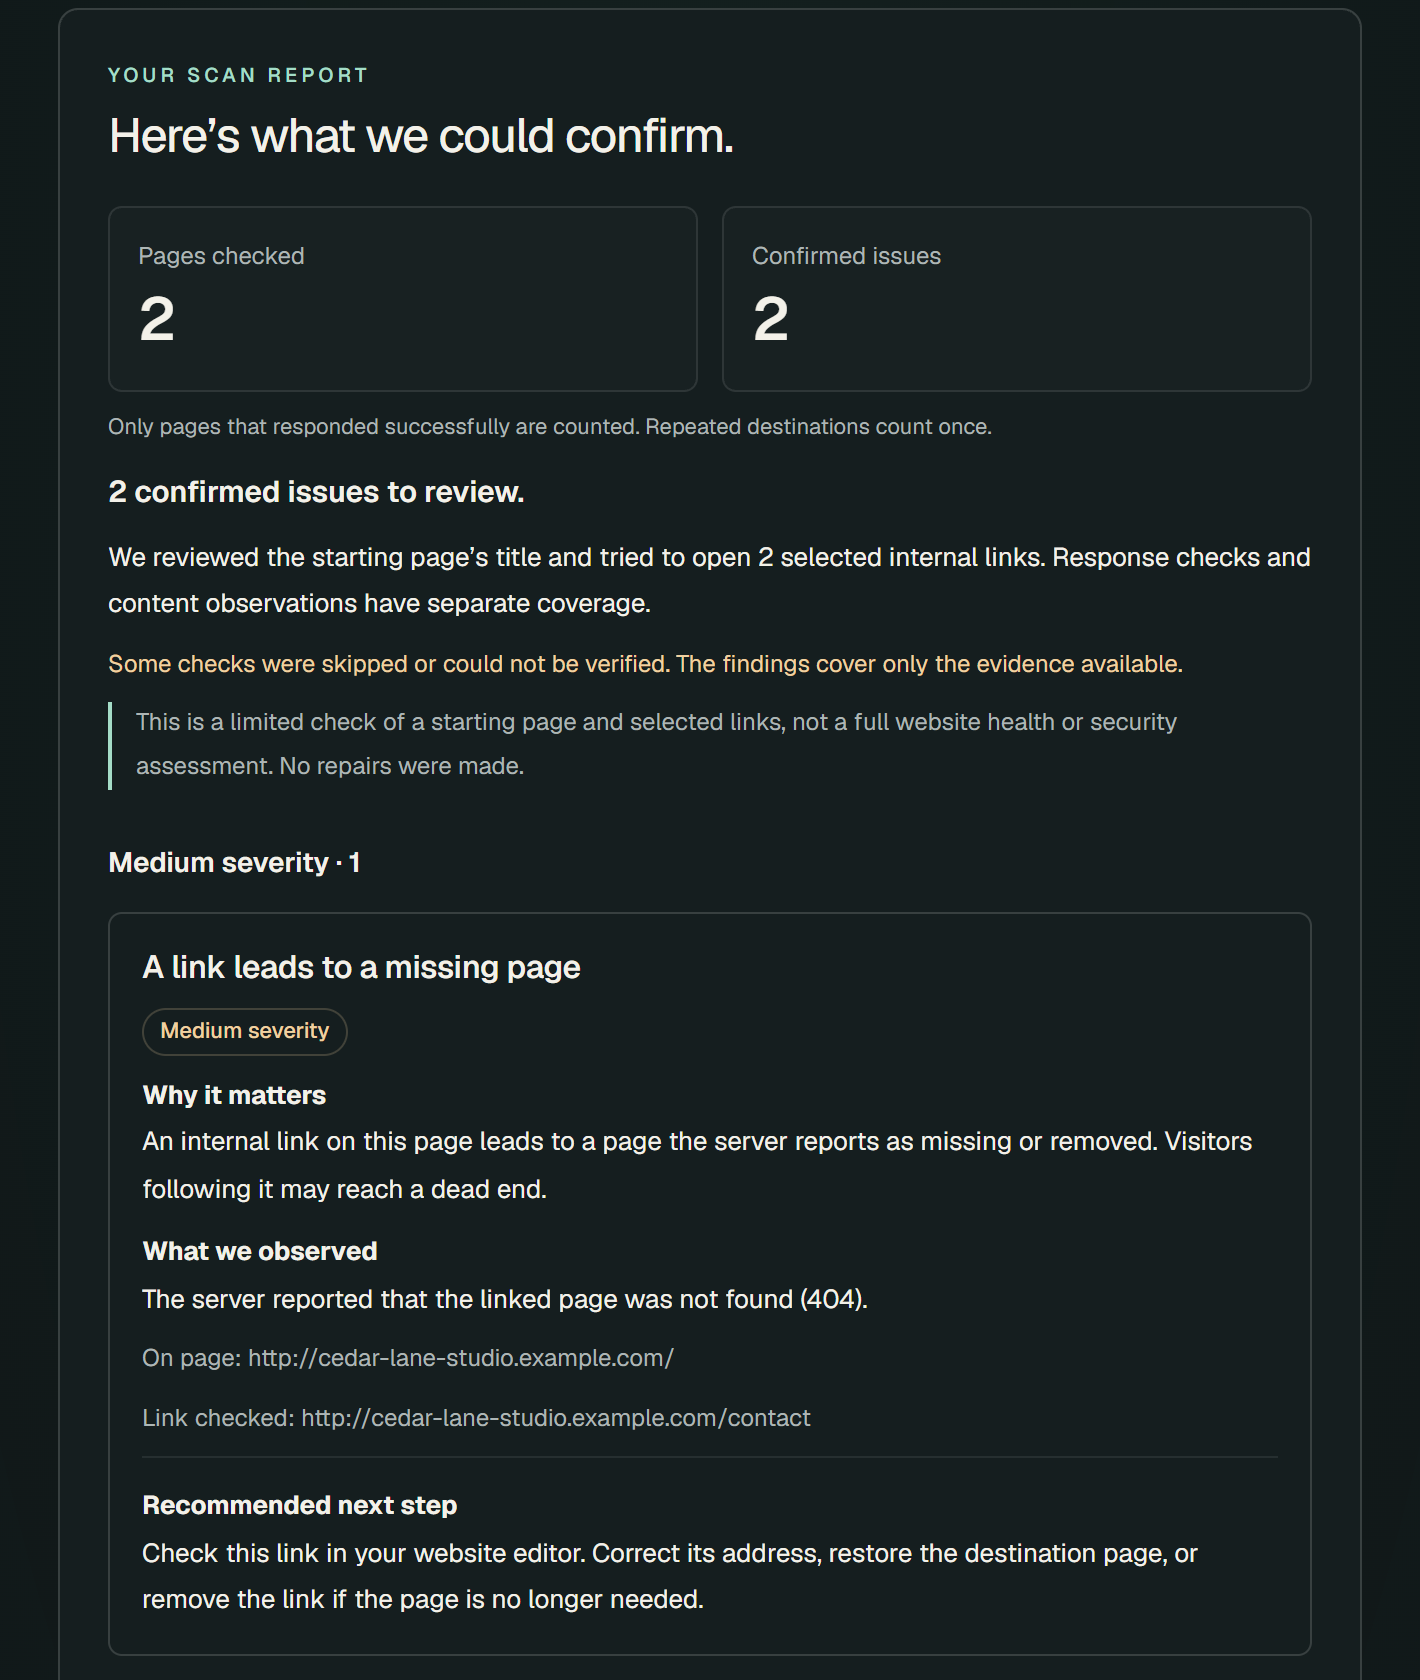 YOUR SCAN REPORT
Here’s what we could confirm.
Pages checked
2
Confirmed issues
2
Only pages that responded successfully are counted. Repeated destinations count once.
2 confirmed issues to review.
We reviewed the starting page’s title and tried to open 2 selected internal links. Response checks and
content observations have separate coverage.
Some checks were skipped or could not be verified. The findings cover only the evidence available.
This is a limited check of a starting page and selected links, not a full website health or security
assessment. No repairs were made.
Medium severity · 1
A link leads to a missing page
Medium severity
Why it matters
An internal link on this page leads to a page the server reports as missing or removed. Visitors
following it may reach a dead end.
What we observed
The server reported that the linked page was not found (404).
On page: http://cedar-lane-studio.example.com/
Link checked: http://cedar-lane-studio.example.com/contact
Recommended next step
Check this link in your website editor. Correct its address, restore the destination page, or
remove the link if the page is no longer needed.